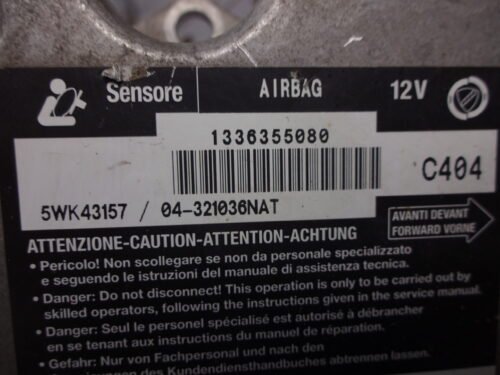 Sensore AIRBAG 12V
1336355080
C404
5WK43157 / 04-321036NAT
AVANTI DEVANT
FORWARD VORNE
ATTENZIONE-CAUTION-ATTENTION-ACHTUNG
• Pericolo! Non scollegare se non da personale specializzato
e seguendo le istruzioni del manuale di assistenza tecnica.
• Danger: Do not disconnect! This operation is only to be carried out by
skilled operators, following the instructions given in the service manual.
• Danger: Seul le personel spécialisé est autorisé à débrancher
en se tenant aux instructions du manuel de réparation.
• Gefahr: Nur von Fachpersonal und nach den
des Kundendiensthandbuches abtrennen lassen.